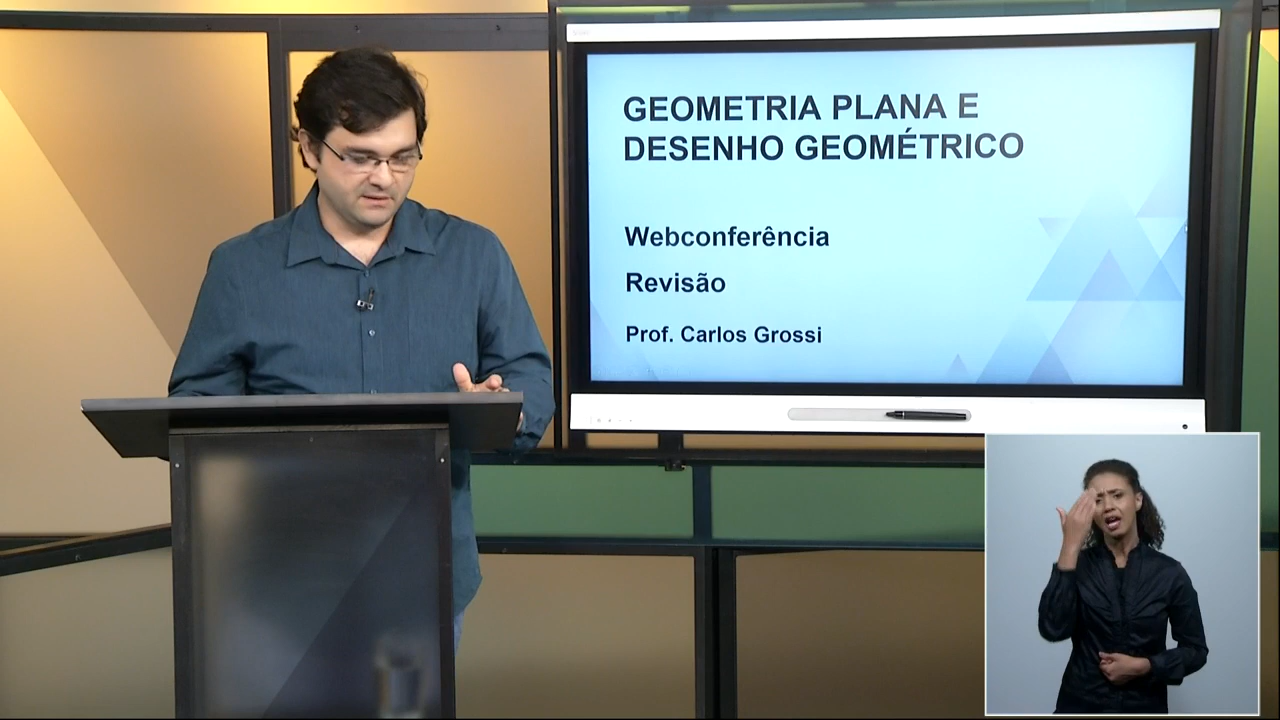 GEOMETRIA PLANA E
DESENHO GEOMÉTRICO
Webconferência
Revisão
Prof. Carlos Grossi